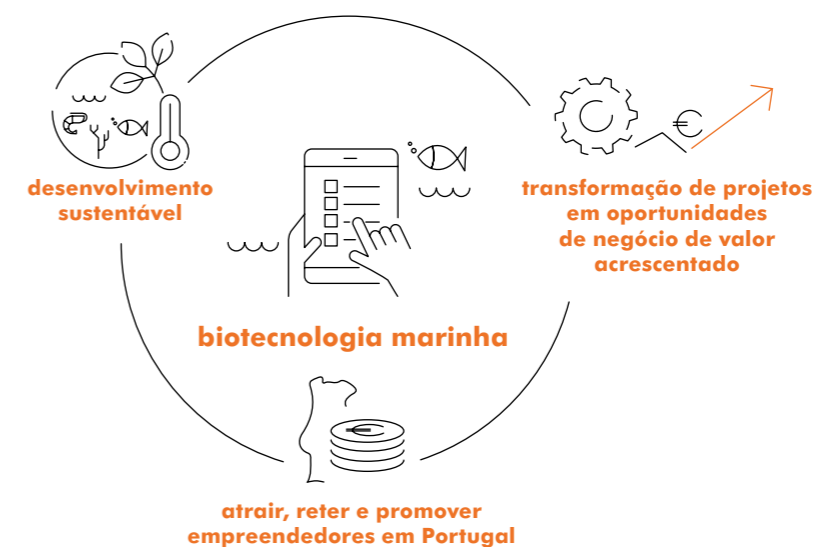 desenvolvimento
sustentável
transformação de projetos
em oportunidades
de negócio de valor
acrescentado
biotecnologia marinha
atrair, reter e promover
empreendedores em Portugal